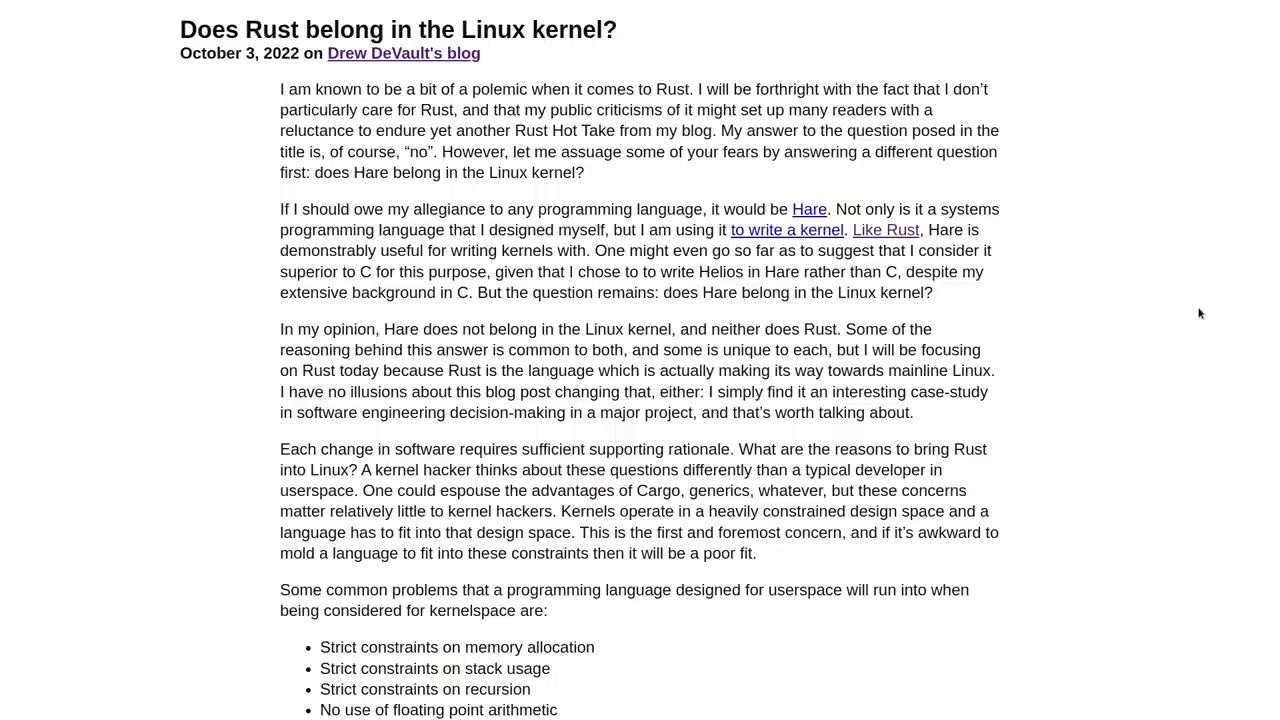 Does Rust belong in the Linux kernel?
October 3, 2022 on Drew DeVault's blog
I am known to be a bit of a polemic when it comes to Rust. I will be forthright with the fact that I don’t
particularly care for Rust, and that my public criticisms of it might set up many readers with a
reluctance to endure yet another Rust Hot Take from my blog. My answer to the question posed in the
title is, of course, “no”. However, let me assuage some of your fears by answering a different question
first: does Hare belong in the Linux kernel?
If I should owe my allegiance to any programming language, it would be Hare. Not only is it a systems
programming language that I designed myself, but I am using it to write a kernel. Like Rust, Hare is
demonstrably useful for writing kernels with. One might even go so far as to suggest that I consider it
superior to C for this purpose, given that I chose to to write Helios in Hare rather than C, despite my
extensive background in C. But the question remains: does Hare belong in the Linux kernel?
In my opinion, Hare does not belong in the Linux kernel, and neither does Rust. Some of the
reasoning behind this answer is common to both, and some is unique to each, but I will be focusing
on Rust today because Rust is the language which is actually making its way towards mainline Linux.
I have no illusions about this blog post changing that, either: I simply find it an interesting case-study
in software engineering decision-making in a major project, and that’s worth talking about.
Each change in software requires sufficient supporting rationale. What are the reasons to bring Rust
into Linux? A kernel hacker thinks about these questions differently than a typical developer in
userspace. One could espouse the advantages of Cargo, generics, whatever, but these concerns
matter relatively little to kernel hackers. Kernels operate in a heavily constrained design space and a
language has to fit into that design space. This is the first and foremost concern, and if it’s awkward to
mold a language to fit into these constraints then it will be a poor fit.
Some common problems that a programming language designed for userspace will run into when
being considered for kernelspace are:
• Strict constraints on memory allocation
• Strict constraints on stack usage
• Strict constraints on recursion
• No use of floating point arithmetic